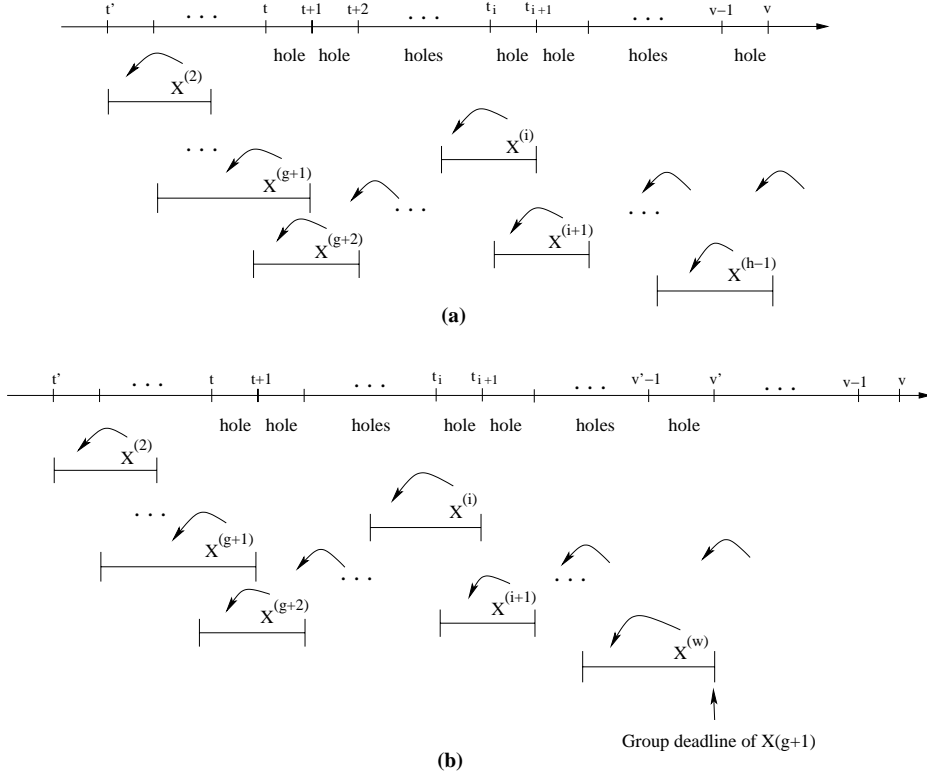 t' . . . t t+1 t+2 . . . t_i t_{i+1} . . . v−1 v
hole hole holes hole hole holes hole
X^{(2)}
X^{(i)}
. . . X^{(g+1)}
. . . . . .
X^{(g+2)} X^{(i+1)}
X^{(h−1)}
(a)
t' . . . t t+1 . . . t_i t_{i+1} . . . v'−1 v' . . . v−1 v
hole hole holes hole hole holes hole
X^{(2)}
X^{(i)}
. . . X^{(g+1)}
. . . . . .
X^{(g+2)} X^{(i+1)}
X^{(w)}
Group deadline of X(g+1)
(b)